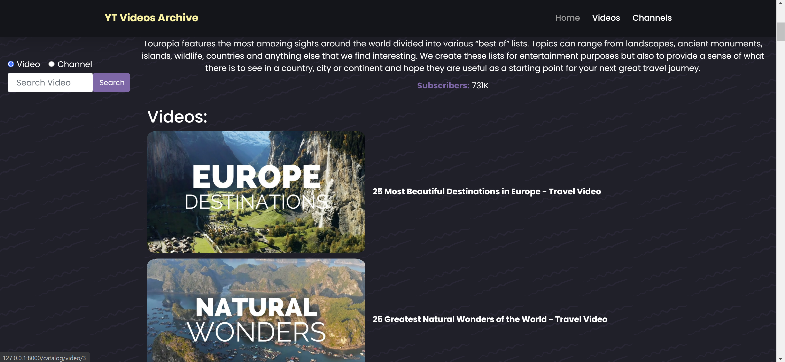 YT Videos Archive
Home Videos Channels
Touropia features the most amazing sights around the world divided into various "best of" lists. Topics can range from landscapes, ancient monuments,
islands, wildlife, countries and anything else that we find interesting. We create these lists for entertainment purposes but also to provide a sense of what
there is to see in a country, city or continent and hope they are useful as a starting point for your next great travel journey.
Subscribers: 731K
Video Channel
Search Video Search
Videos:
EUROPE
DESTINATIONS
25 Most Beautiful Destinations in Europe - Travel Video
NATURAL
WONDERS
25 Greatest Natural Wonders of the World - Travel Video